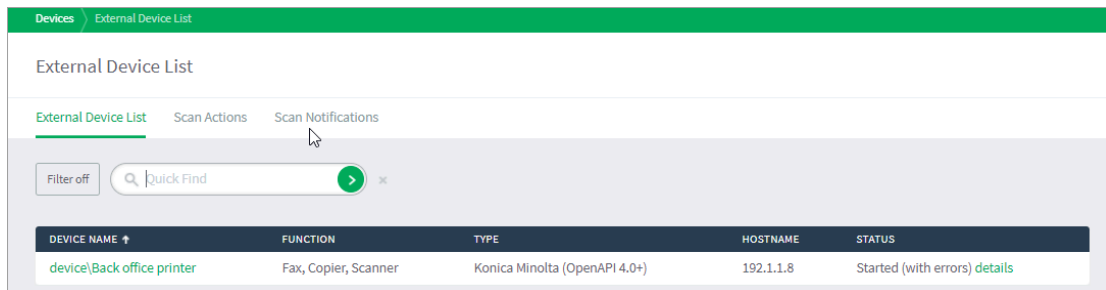 Devices External Device List
External Device List
External Device List Scan Actions Scan Notifications
Filter off Quick Find
DEVICE NAME ↑ FUNCTION TYPE HOSTNAME STATUS
device\Back office printer Fax, Copier, Scanner Konica Minolta (OpenAPI 4.0+) 192.1.1.8 Started (with errors) details